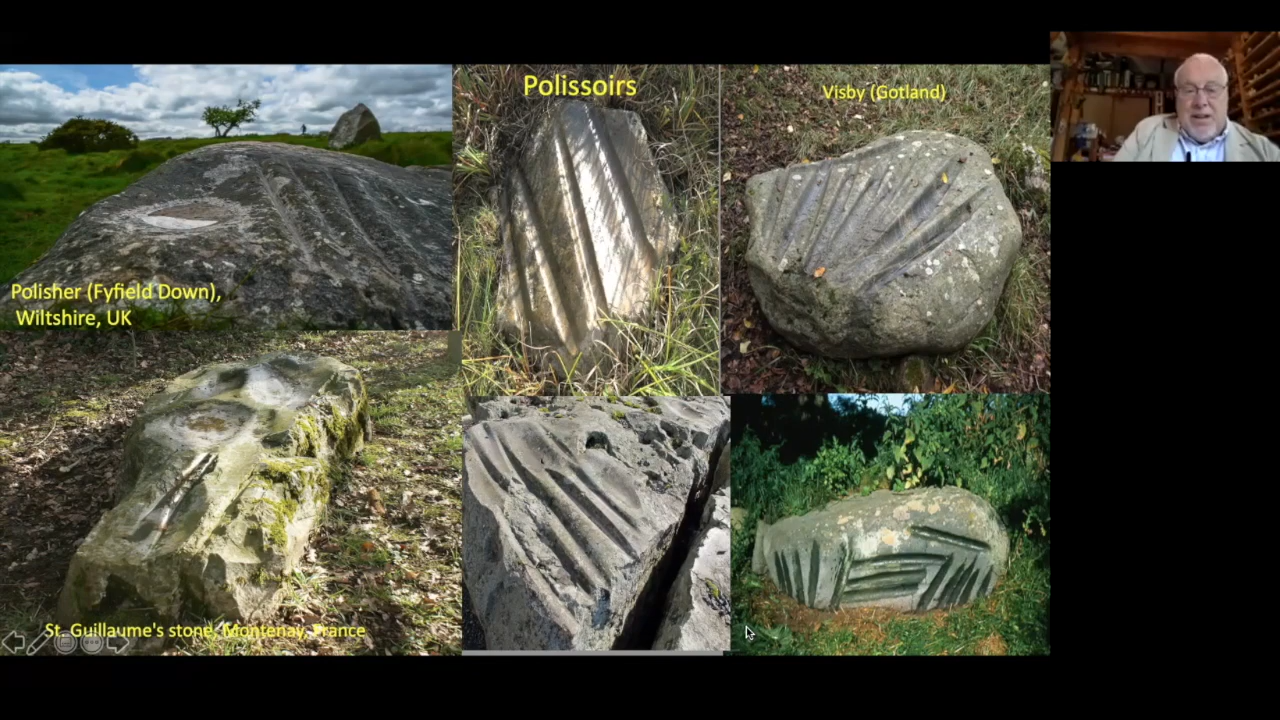 Polissoirs
Visby (Gotland)
Polisher (Fyfield Down),
Wiltshire, UK
St. Guillaume's stone, Montenay, France